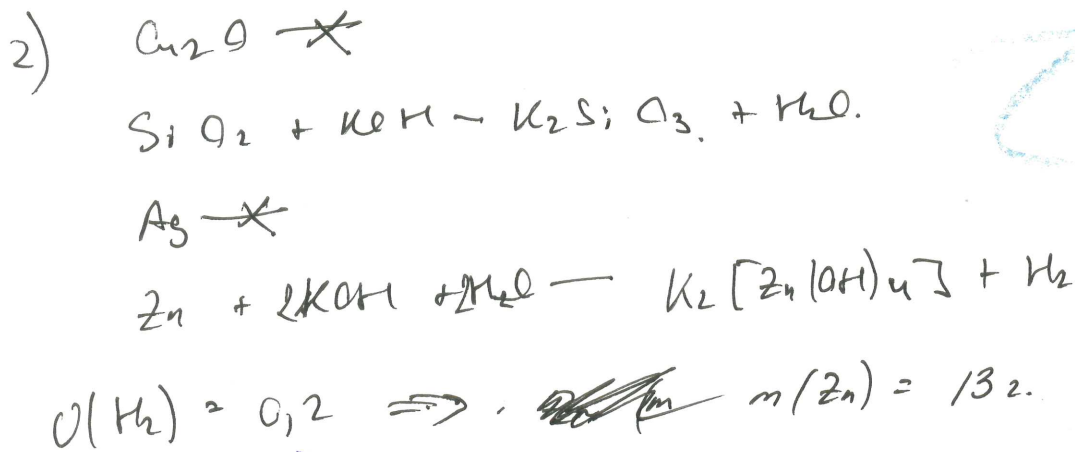 2) Cu2O
SiO2 + KOH - K2SiO3. + H2O.
Ag
Zn + 2KOH + 2H2O — K2[Zn(OH)4] + H2
υ(H2) = 0,2 ⇒ m(Zn) = 13 г.